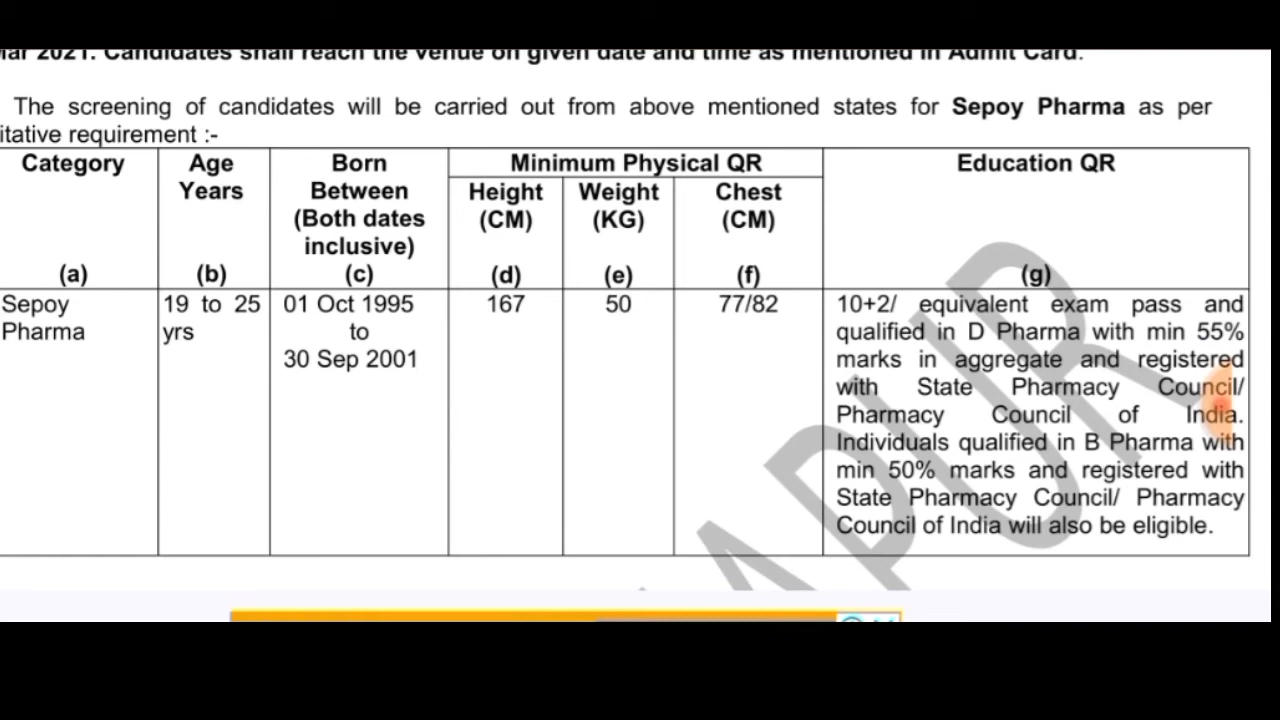 Mar 2021. Candidates shall reach the venue on given date and time as mentioned in Admit Card.
The screening of candidates will be carried out from above mentioned states for Sepoy Pharma as per
itative requirement :-
Category
Age
Years
Born
Between
(Both dates
inclusive)
Minimum Physical QR
Education QR
Height
(CM)
Weight
(KG)
Chest
(CM)
(a)
(b)
(c)
(d)
(e)
(f)
(g)
Sepoy
Pharma
19 to 25
yrs
01 Oct 1995
to
30 Sep 2001
167
50
77/82
10+2/ equivalent exam pass and
qualified in D Pharma with min 55%
marks in aggregate and registered
with State Pharmacy Council/
Pharmacy Council of India.
Individuals qualified in B Pharma with
min 50% marks and registered with
State Pharmacy Council/ Pharmacy
Council of India will also be eligible.
APUR